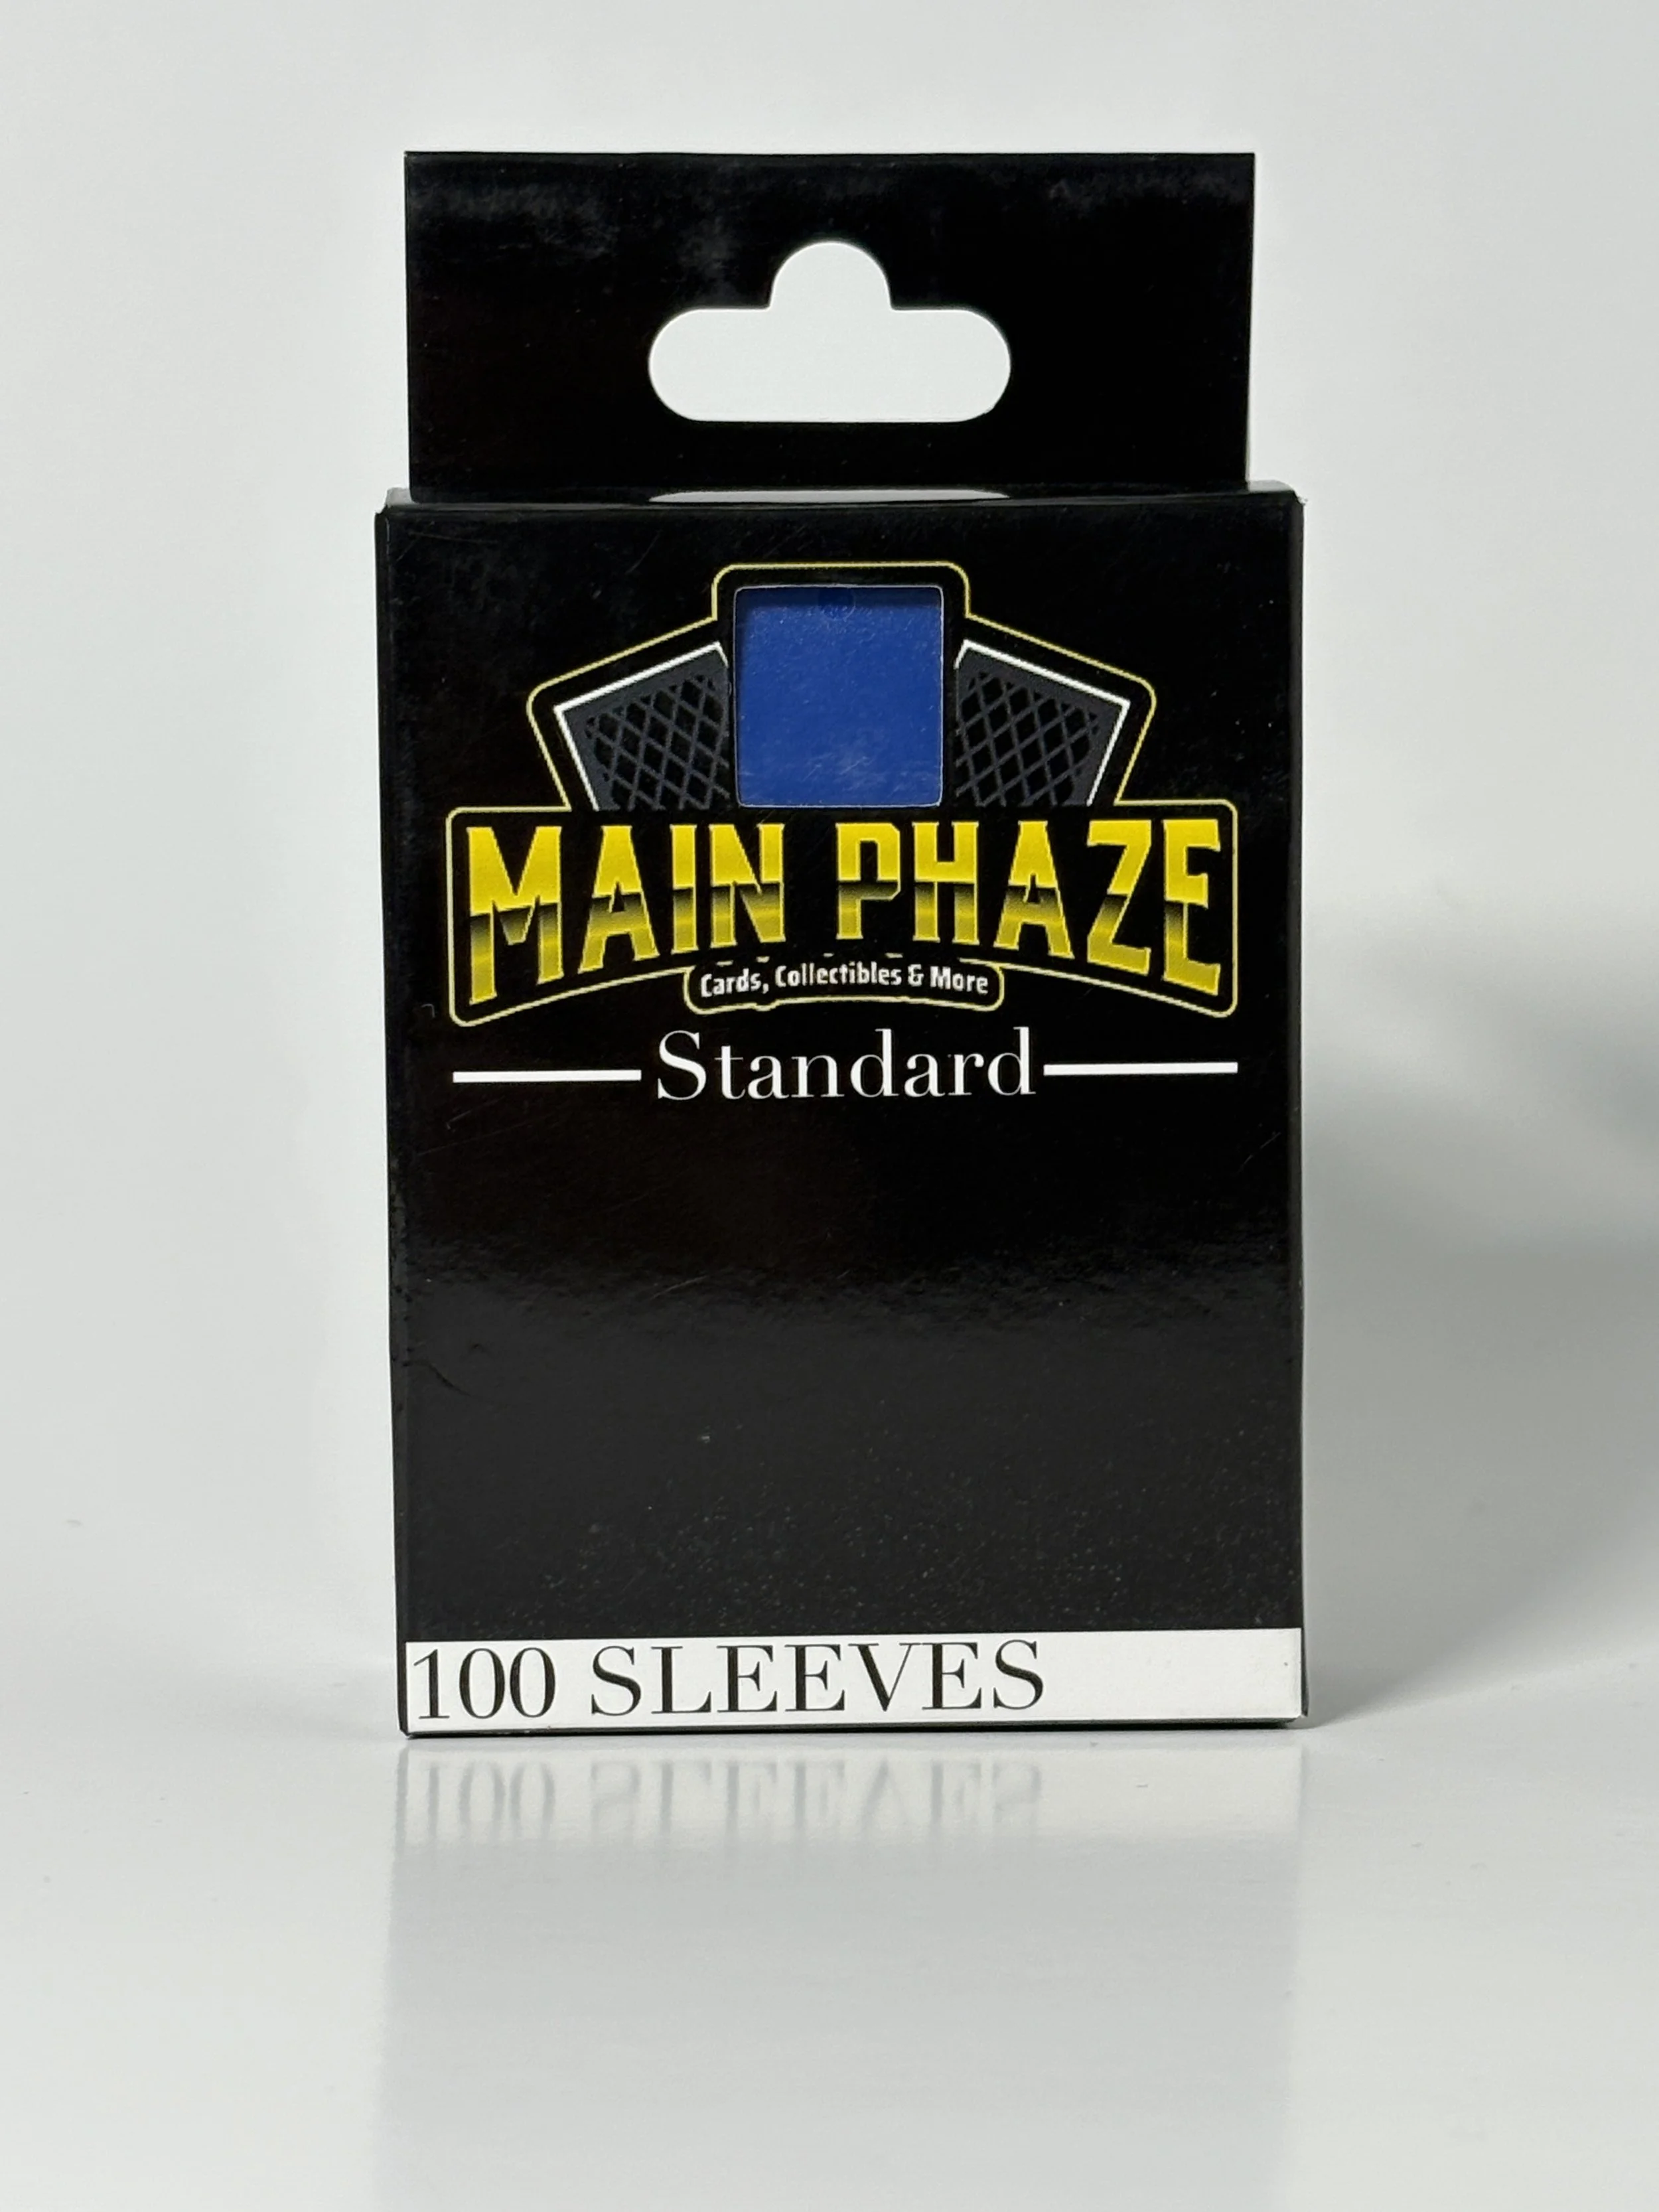 MAIN PHAZE
Cards, Collectibles & More
Standard
100 SLEEVES